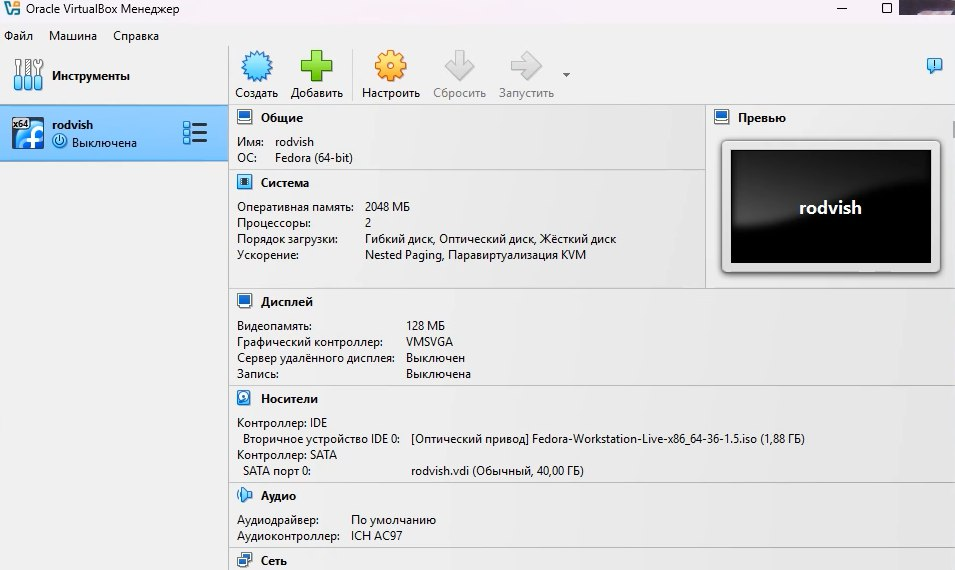 Oracle VirtualBox Менеджер
Файл Машина Справка
Инструменты
Создать Добавить Настроить Сбросить Запустить
x64
rodvish
Выключена
Общие
Имя: rodvish
ОС: Fedora (64-bit)
Превью
rodvish
Система
Оперативная память: 2048 МБ
Процессоры: 2
Порядок загрузки: Гибкий диск, Оптический диск, Жёсткий диск
Ускорение: Nested Paging, Паравиртуализация KVM
Дисплей
Видеопамять: 128 МБ
Графический контроллер: VMSVGA
Сервер удалённого дисплея: Выключен
Запись: Выключена
Носители
Контроллер: IDE
Вторичное устройство IDE 0: [Оптический привод] Fedora-Workstation-Live-x86_64-36-1.5.iso (1,88 ГБ)
Контроллер: SATA
SATA порт 0: rodvish.vdi (Обычный, 40,00 ГБ)
Аудио
Аудиодрайвер: По умолчанию
Аудиоконтроллер: ICH AC97
Сеть